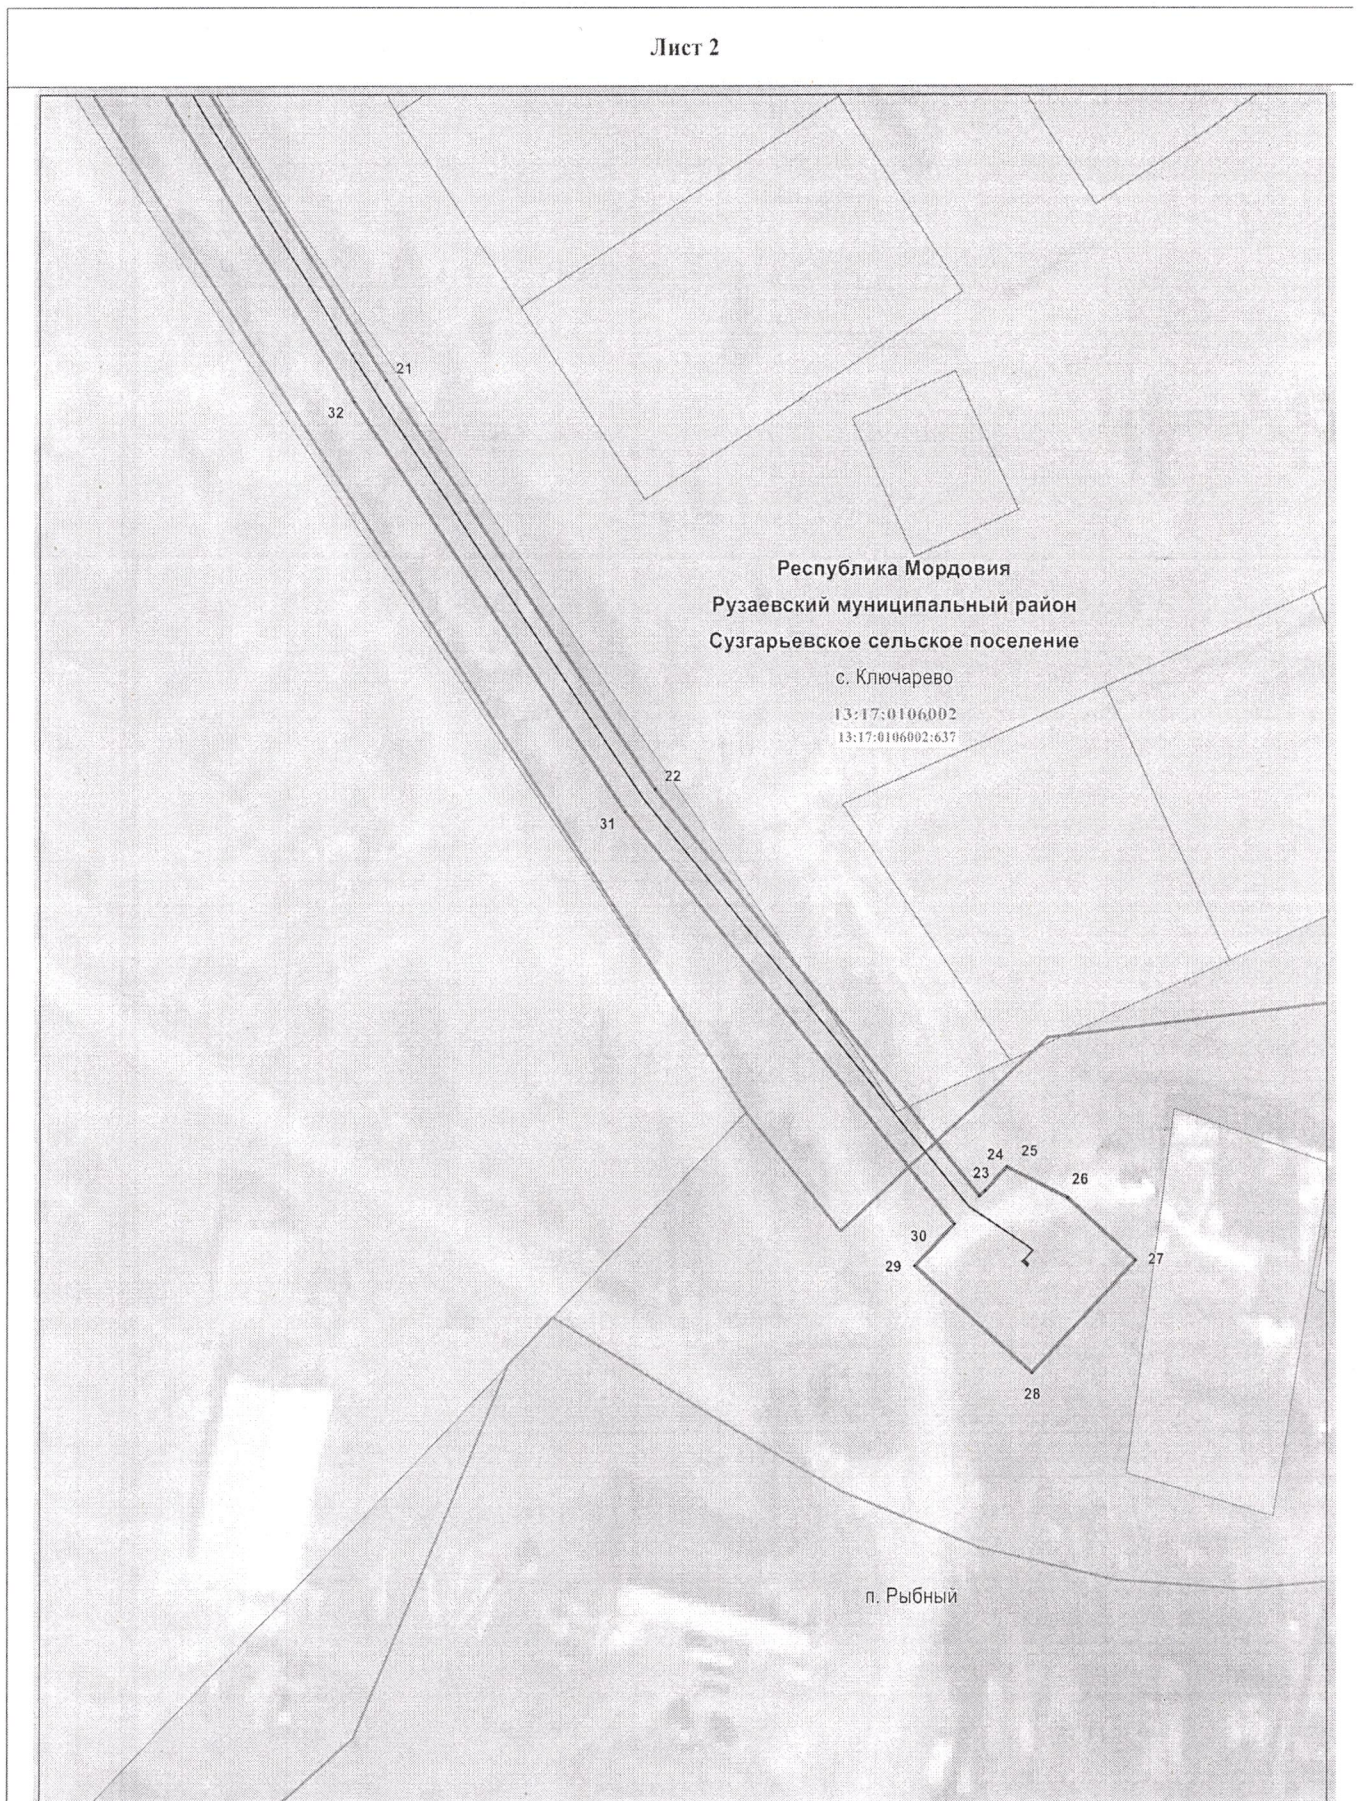 Лист 2
21
32
Республика Мордовия
Рузаевский муниципальный район
Сузгарьевское сельское поселение
с. Ключарево
13:17:0106002
13:17:0106002:637
22
31
24 25
23
26
30
29
27
28
п. Рыбный